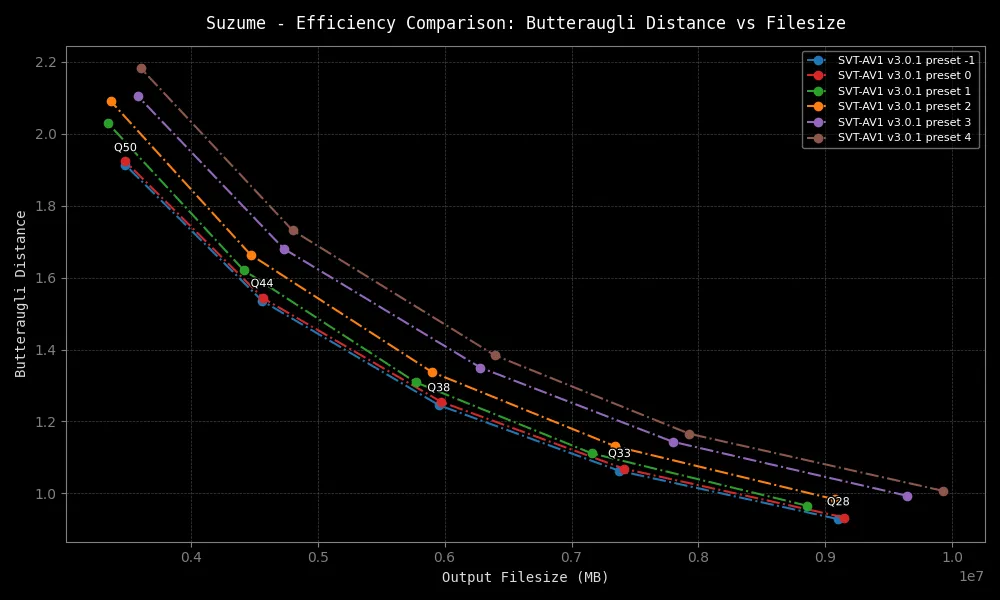 Suzume - Efficiency Comparison: Butteraugli Distance vs Filesize
SVT-AV1 v3.0.1 preset -1
SVT-AV1 v3.0.1 preset 0
SVT-AV1 v3.0.1 preset 1
SVT-AV1 v3.0.1 preset 2
SVT-AV1 v3.0.1 preset 3
SVT-AV1 v3.0.1 preset 4
2.2
2.0
1.8
1.6
1.4
1.2
1.0
Butteraugli Distance
Q50
Q44
Q38
Q33
Q28
0.4
0.5
0.6
0.7
0.8
0.9
1.0
1e7
Output Filesize (MB)